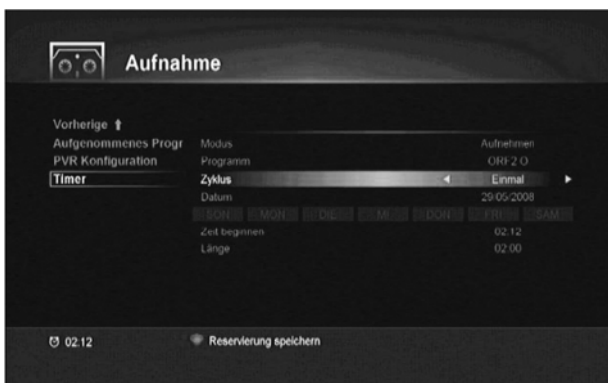 Aufnahme
Vorherige
Aufgenommenes Progr
PVR Konfiguration
Timer
Modus Aufnehmen
Programm ORF2 O
Zyklus Einmal
Datum 29/05/2008
SON MON DIE MI DON FRI SAM
Zeit beginnen 02:12
Länge 02:00
02:12 Reservierung speichern